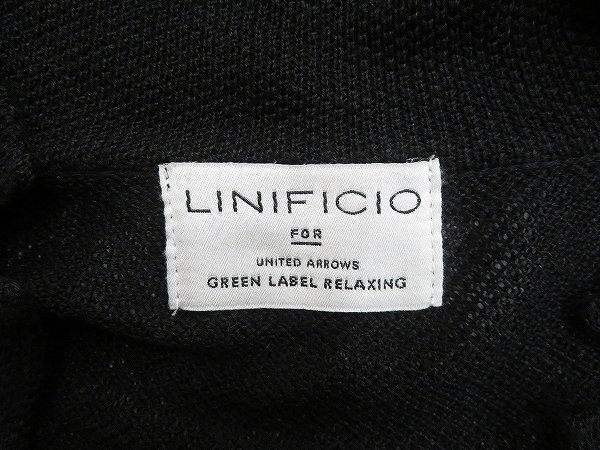 LINIFICIO
FOR
UNITED ARROWS
GREEN LABEL RELAXING